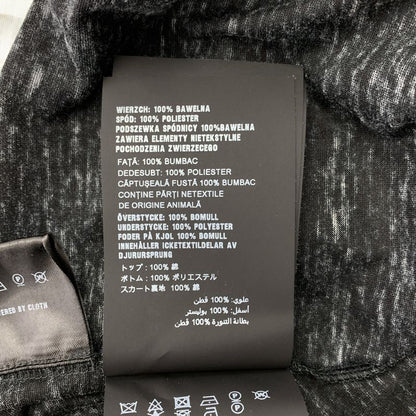 WIERZCH: 100% BAWELNA
SPÓD: 100% POLIESTER
PODSZEWKA SPÓDNICY 100%BAWELNA
ZAWIERA ELEMENTY NIETEKSTYLNE
POCHODZENIA ZWIERZECEGO
FAȚĂ: 100% BUMBAC
DEDESUBT: 100% POLIESTER
CĂPTUȘEALĂ FUSTĂ 100% BUMBAC
CONȚINE PĂRȚI NETEXTILE
DE ORIGINE ANIMALĂ
ÖVERSTYCKE: 100% BOMULL
UNDERSTYCKE: 100% POLYESTER
PODER PÅ KJOL 100% BOMULL
INNEHÅLLER ICKETEXTILDELAR AV
DJURURSPRUNG
トップ : 100% 綿
ボトム : 100% ポリエステル
スカート裏地 100% 綿
علوي: 100% قطن
أسفل: 100% بوليستر
بطانة التنورة 100% قطن
ERED BY CLOTH